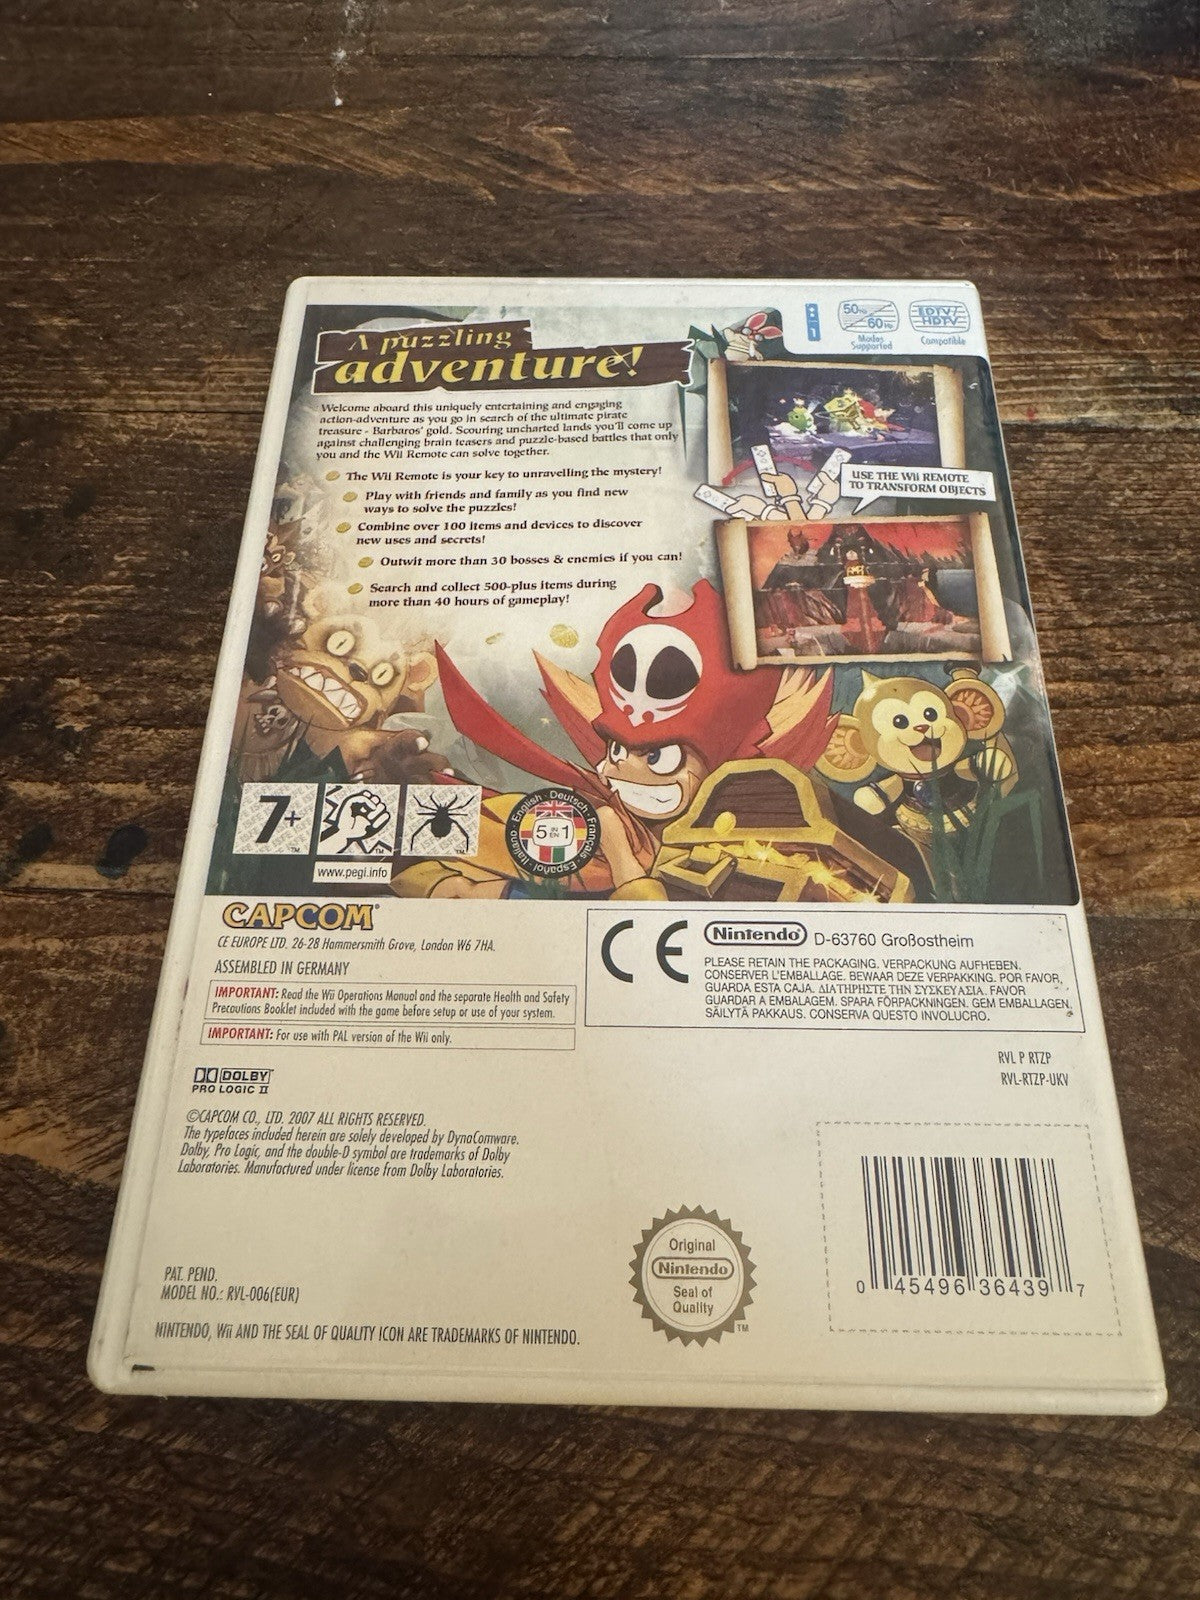 A puzzling
adventure!
Welcome aboard this uniquely entertaining and engaging
action-adventure as you go in search of the ultimate pirate
treasure - Barbaros' gold. Scouring uncharted lands you'll come up
against challenging brain teasers and puzzle-based battles that only
you and the Wii Remote can solve together.
The Wii Remote is your key to unravelling the mystery!
Play with friends and family as you find new
ways to solve the puzzles!
Combine over 100 items and devices to discover
new uses and secrets!
Outwit more than 30 bosses & enemies if you can!
Search and collect 500-plus items during
more than 40 hours of gameplay!
1
50Hz
60Hz
Modes
Supported
EDTV/
HDTV
Compatible
USE THE Wii REMOTE
TO TRANSFORM OBJECTS
7+
TM
TM
TM
www.pegi.info
English · Deutsch · Français · Español · Italiano
5 IN EN 1
CAPCOM®
CE EUROPE LTD. 26-28 Hammersmith Grove, London W6 7HA.
ASSEMBLED IN GERMANY
IMPORTANT: Read the Wii Operations Manual and the separate Health and Safety
Precautions Booklet included with the game before setup or use of your system.
IMPORTANT: For use with PAL version of the Wii only.
CE
Nintendo® D-63760 Großostheim
PLEASE RETAIN THE PACKAGING. VERPACKUNG AUFHEBEN.
CONSERVER L'EMBALLAGE. BEWAAR DEZE VERPAKKING. POR FAVOR,
GUARDA ESTA CAJA. ΔΙΑΤΗΡΗΣΤΕ ΤΗΝ ΣΥΣΚΕΥΑΣΙΑ. FAVOR
GUARDAR A EMBALAGEM. SPARA FÖRPACKNINGEN. GEM EMBALLAGEN.
SÄILYTÄ PAKKAUS. CONSERVA QUESTO INVOLUCRO.
RVL P RTZP
RVL-RTZP-UKV
DOLBY
PRO LOGIC II
©CAPCOM CO., LTD. 2007 ALL RIGHTS RESERVED.
The typefaces included herein are solely developed by DynaComware.
Dolby, Pro Logic, and the double-D symbol are trademarks of Dolby
Laboratories. Manufactured under license from Dolby Laboratories.
Original
Nintendo
Seal of
Quality
TM
0 45496 36439 7
PAT. PEND.
MODEL NO.: RVL-006(EUR)
NINTENDO, Wii AND THE SEAL OF QUALITY ICON ARE TRADEMARKS OF NINTENDO.